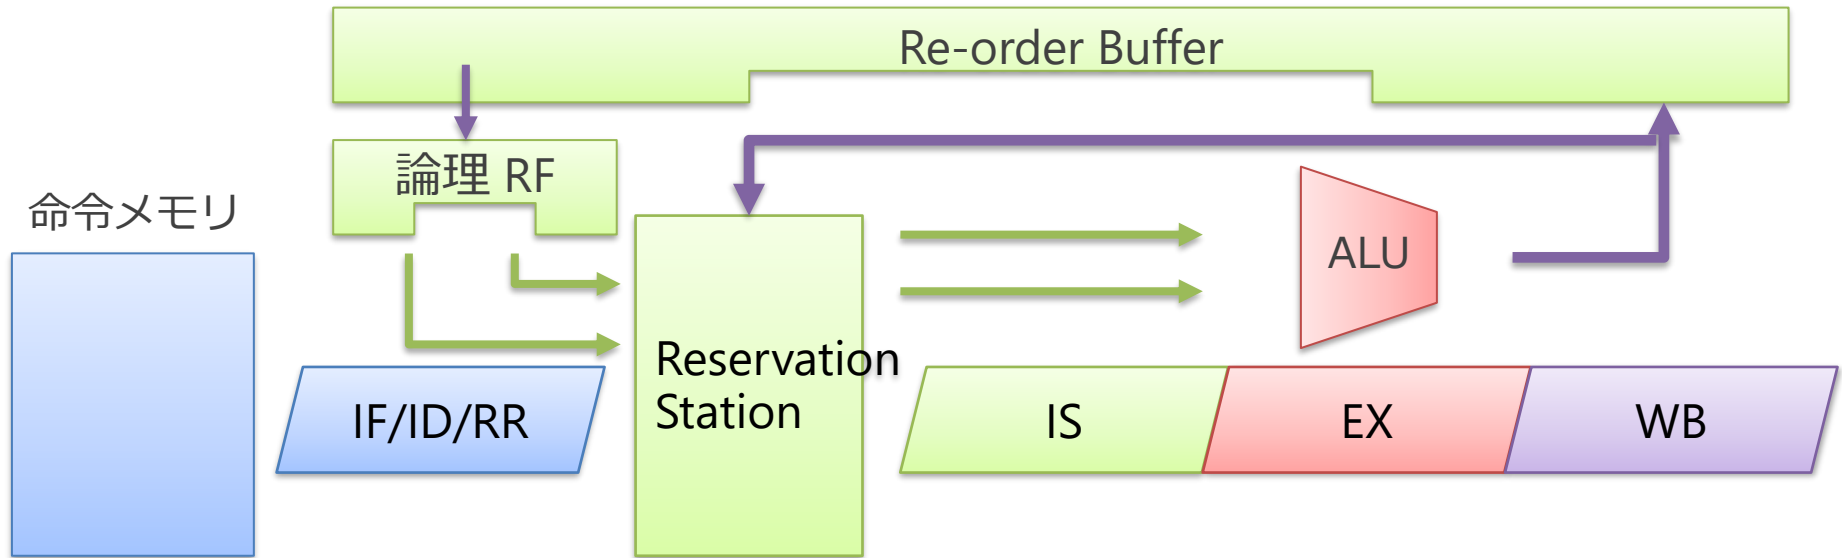 Re-order Buffer
論理 RF
命令メモリ
ALU
Reservation
Station
IF/ID/RR
IS
EX
WB